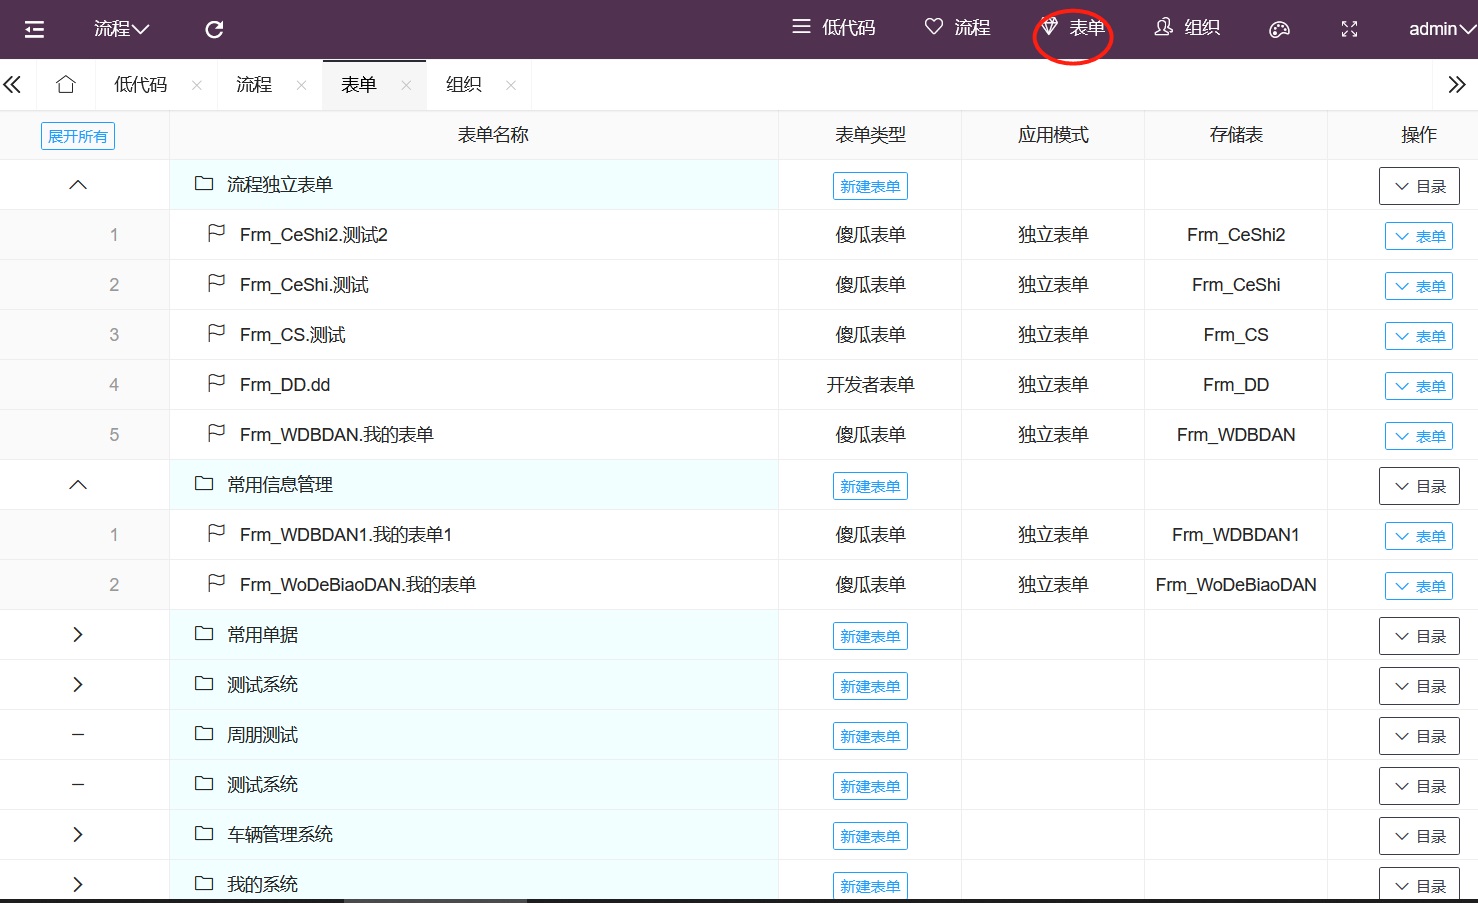 流程 低代码 流程 表单 组织 admin
低代码 流程 表单 组织
展开所有 表单名称 表单类型 应用模式 存储表 操作
流程独立表单 新建表单 目录
1 Frm_CeShi2.测试2 傻瓜表单 独立表单 Frm_CeShi2 表单
2 Frm_CeShi.测试 傻瓜表单 独立表单 Frm_CeShi 表单
3 Frm_CS.测试 傻瓜表单 独立表单 Frm_CS 表单
4 Frm_DD.dd 开发者表单 独立表单 Frm_DD 表单
5 Frm_WDBDAN.我的表单 傻瓜表单 独立表单 Frm_WDBDAN 表单
常用信息管理 新建表单 目录
1 Frm_WDBDAN1.我的表单1 傻瓜表单 独立表单 Frm_WDBDAN1 表单
2 Frm_WoDeBiaoDAN.我的表单 傻瓜表单 独立表单 Frm_WoDeBiaoDAN 表单
常用单据 新建表单 目录
测试系统 新建表单 目录
周朋测试 新建表单 目录
测试系统 新建表单 目录
车辆管理系统 新建表单 目录
我的系统 新建表单 目录